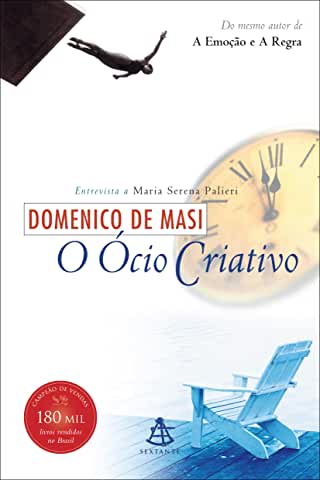 Do mesmo autor de
A Emoção e A Regra
Entrevista a Maria Serena Palieri
DOMENICO DE MASI
O Ócio Criativo
CAMPEÃO DE VENDAS
180 MIL
livros vendidos
no Brasil
SEXTANTE